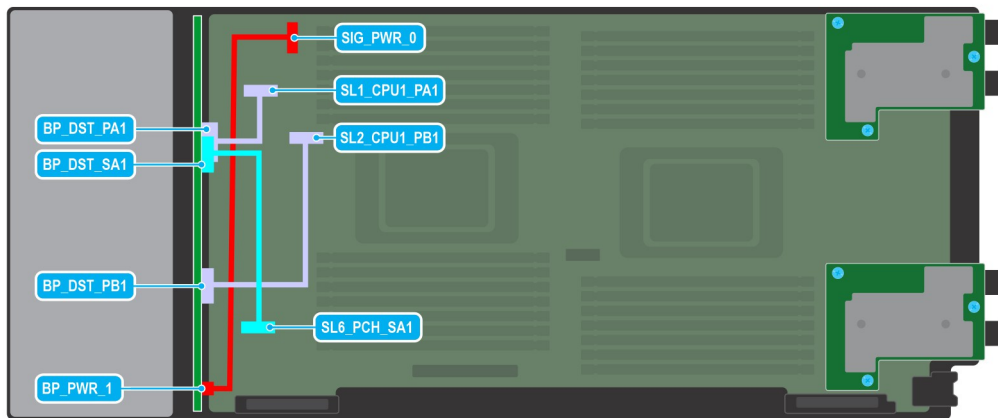 SIG_PWR_0
SL1_CPU1_PA1
BP_DST_PA1
SL2_CPU1_PB1
BP_DST_SA1
BP_DST_PB1
SL6_PCH_SA1
BP_PWR_1